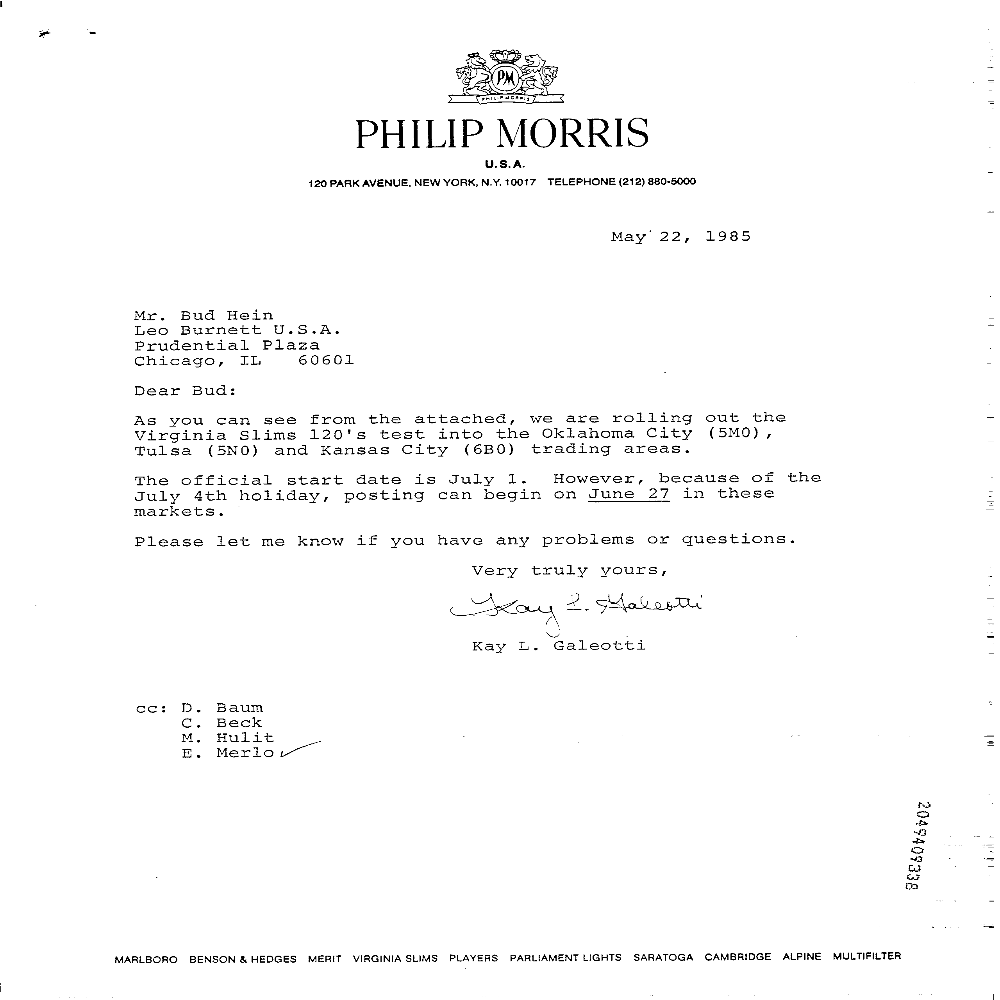 PM
PHILIP MORRIS
PHILIP MORRIS
U.S.A.
120 PARK AVENUE, NEW YORK, N.Y. 10017 TELEPHONE (212) 880-5000
May 22, 1985
Mr. Bud Hein
Leo Burnett U.S.A.
Prudential Plaza
Chicago, IL 60601
Dear Bud:
As you can see from the attached, we are rolling out the
Virginia Slims 120's test into the Oklahoma City (5M0),
Tulsa (5N0) and Kansas City (6B0) trading areas.
The official start date is July 1. However, because of the
July 4th holiday, posting can begin on June 27 in these
markets.
Please let me know if you have any problems or questions.
Very truly yours,
Kay L. Galeotti
Kay L. Galeotti
cc: D. Baum
C. Beck
M. Hulit
E. Merlo
MARLBORO BENSON & HEDGES MERIT VIRGINIA SLIMS PLAYERS PARLIAMENT LIGHTS SARATOGA CAMBRIDGE ALPINE MULTIFILTER